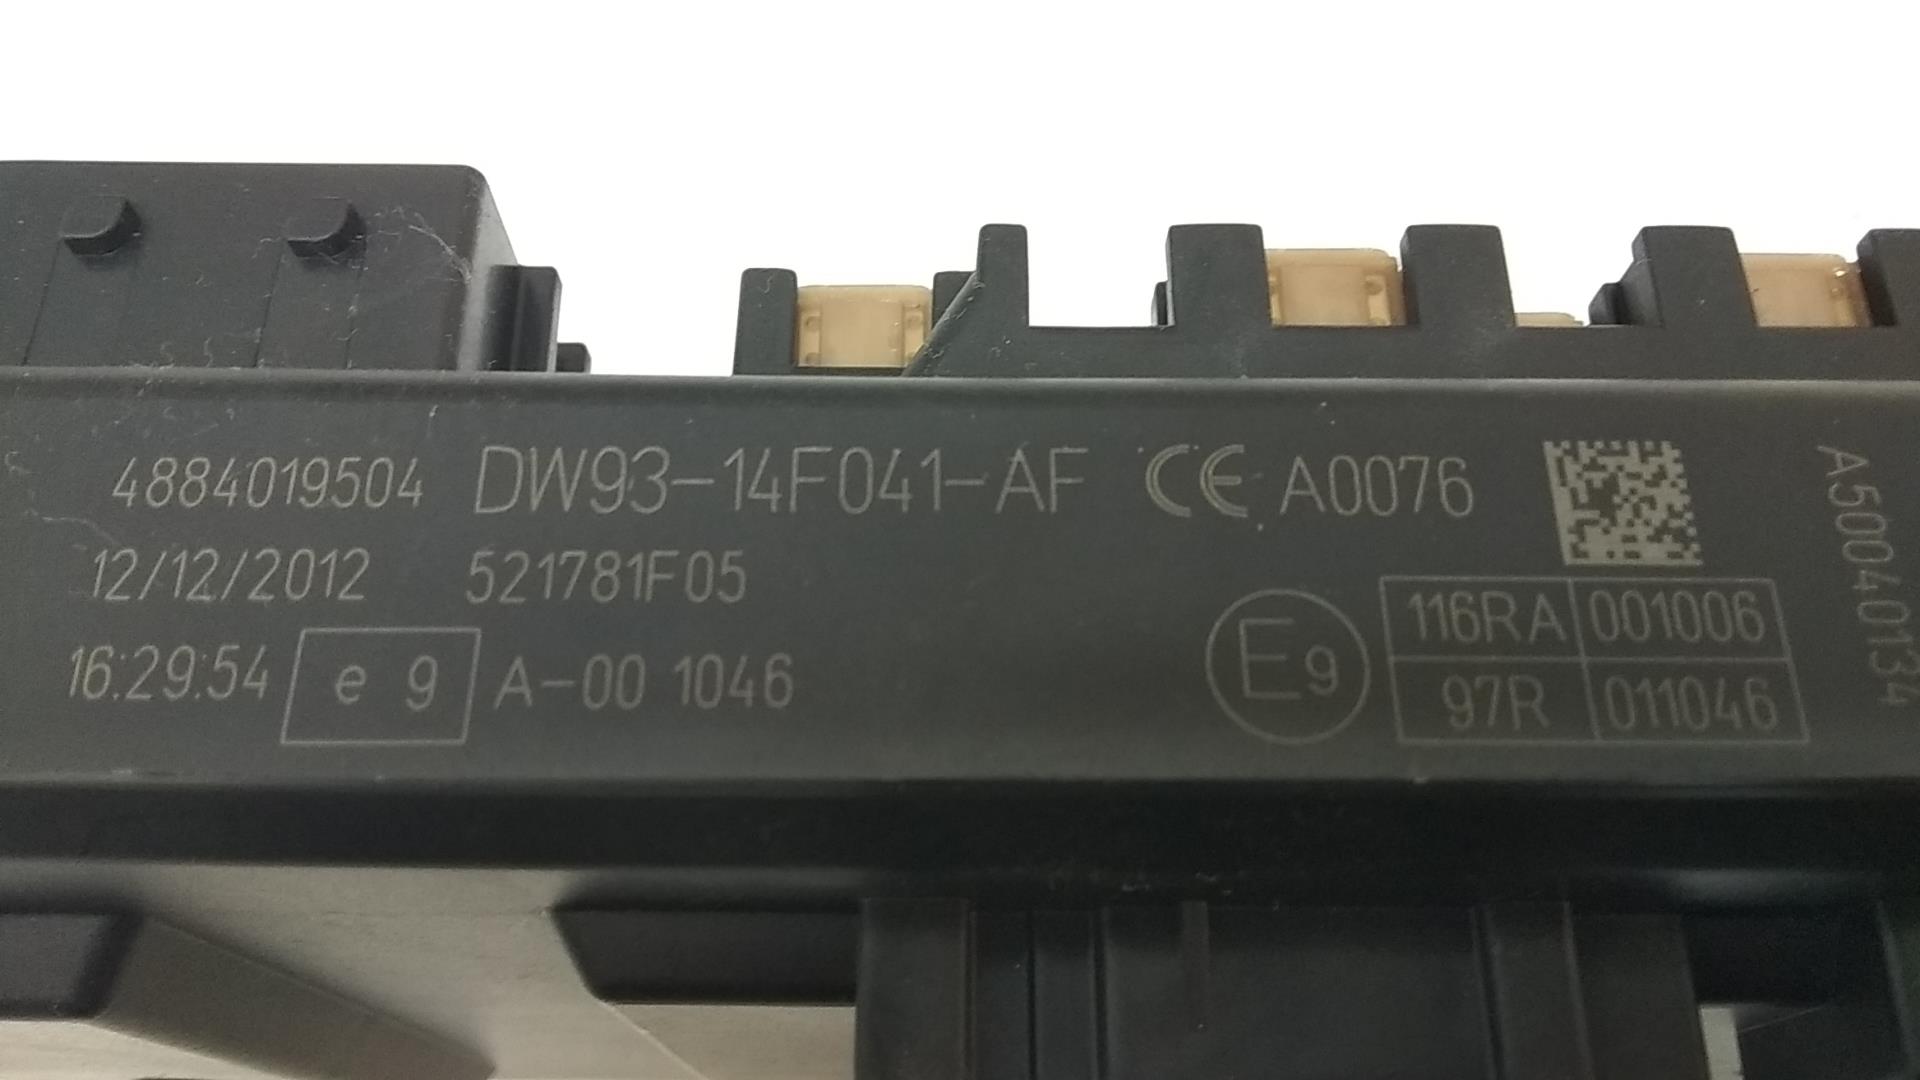 4884019504 DW93-14F041-AF CE A0076
12/12/2012 521781F05
16:29:54 e 9 A-00 1046
E9
116RA 001006
97R 011046
A500440134